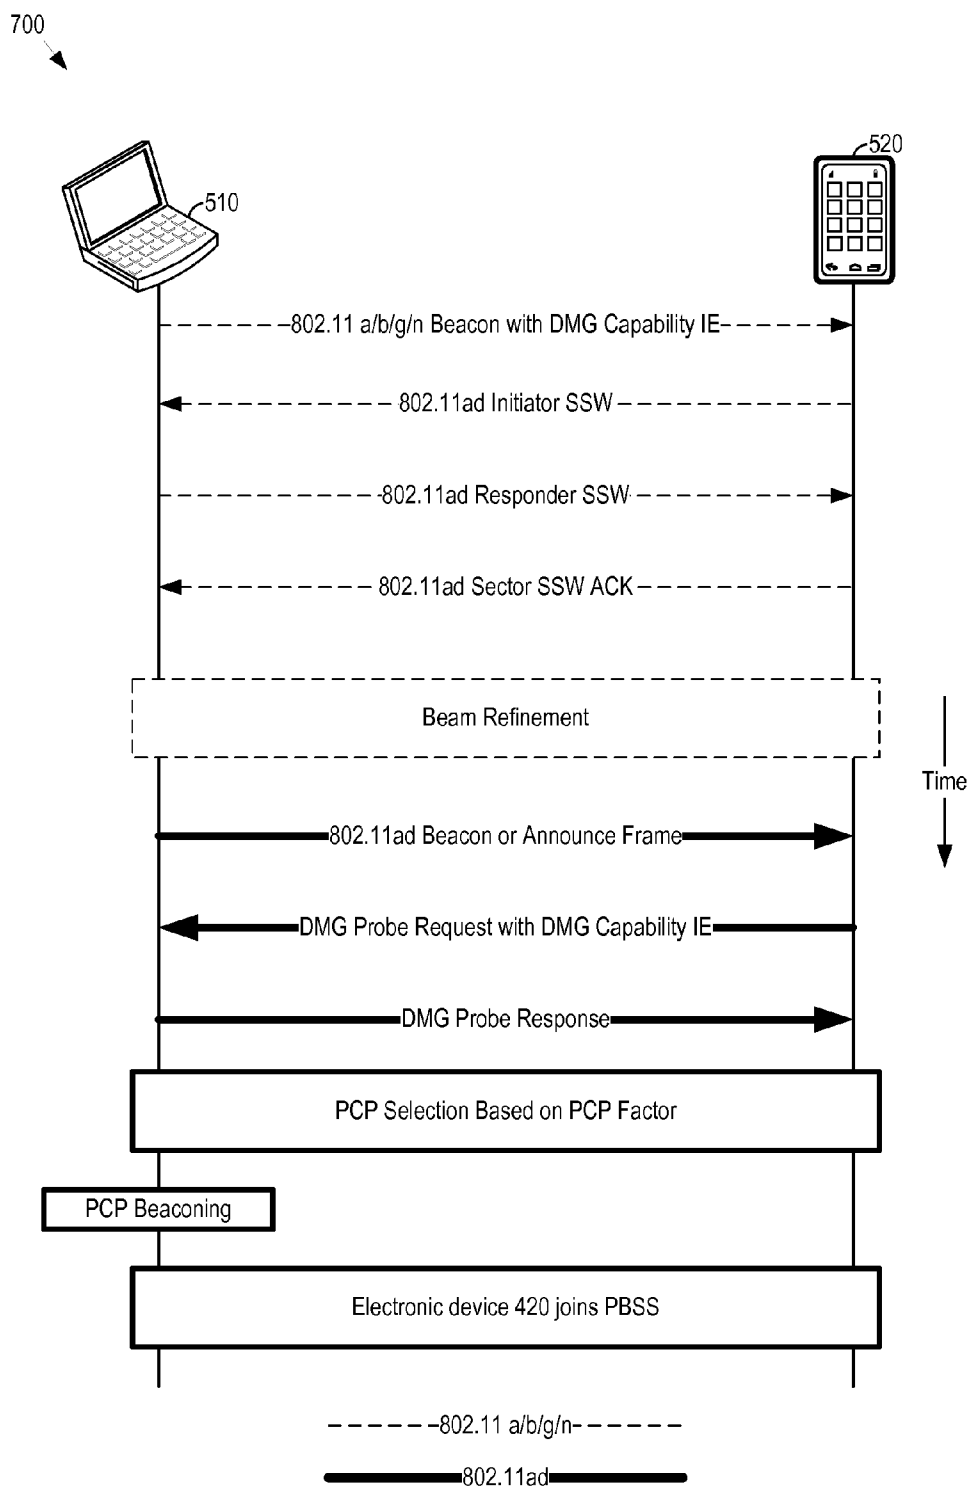 700
510
520
802.11 a/b/g/n Beacon with DMG Capability IE
802.11ad Initiator SSW
802.11ad Responder SSW
802.11ad Sector SSW ACK
Beam Refinement
Time
802.11ad Beacon or Announce Frame
DMG Probe Request with DMG Capability IE
DMG Probe Response
PCP Selection Based on PCP Factor
PCP Beaconing
Electronic device 420 joins PBSS
802.11 a/b/g/n
802.11ad